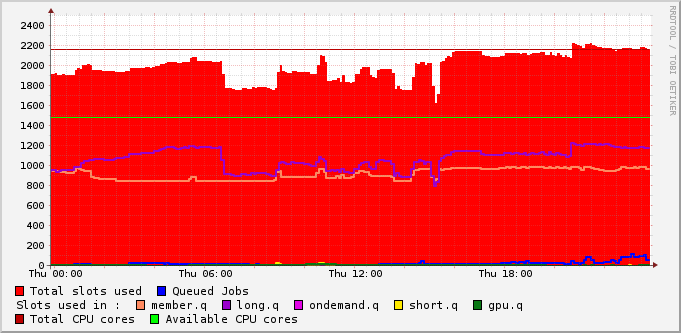 2400
2200
2000
1800
1600
1400
1200
1000
800
600
400
200
0
Thu 00:00 Thu 06:00 Thu 12:00 Thu 18:00
Total slots used Queued Jobs
Slots used in : member.q long.q ondemand.q short.q gpu.q
Total CPU cores Available CPU cores
RRDTOOL / TOBI OETIKER